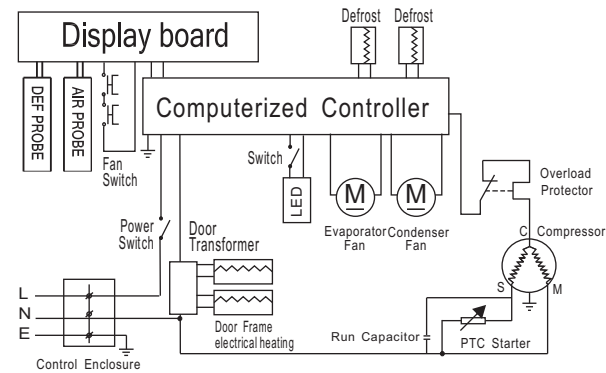 Defrost Defrost
Display board
DEF PROBE
AIR PROBE
Computerized Controller
Fan
Switch
Switch
LED
M
M
Overload
Protector
Evaporator
Fan
Condenser
Fan
Power
Switch
Door
Transformer
C Compressor
S
M
L
N
E
Door Frame
electrical heating
Run Capacitor
PTC Starter
Control Enclosure